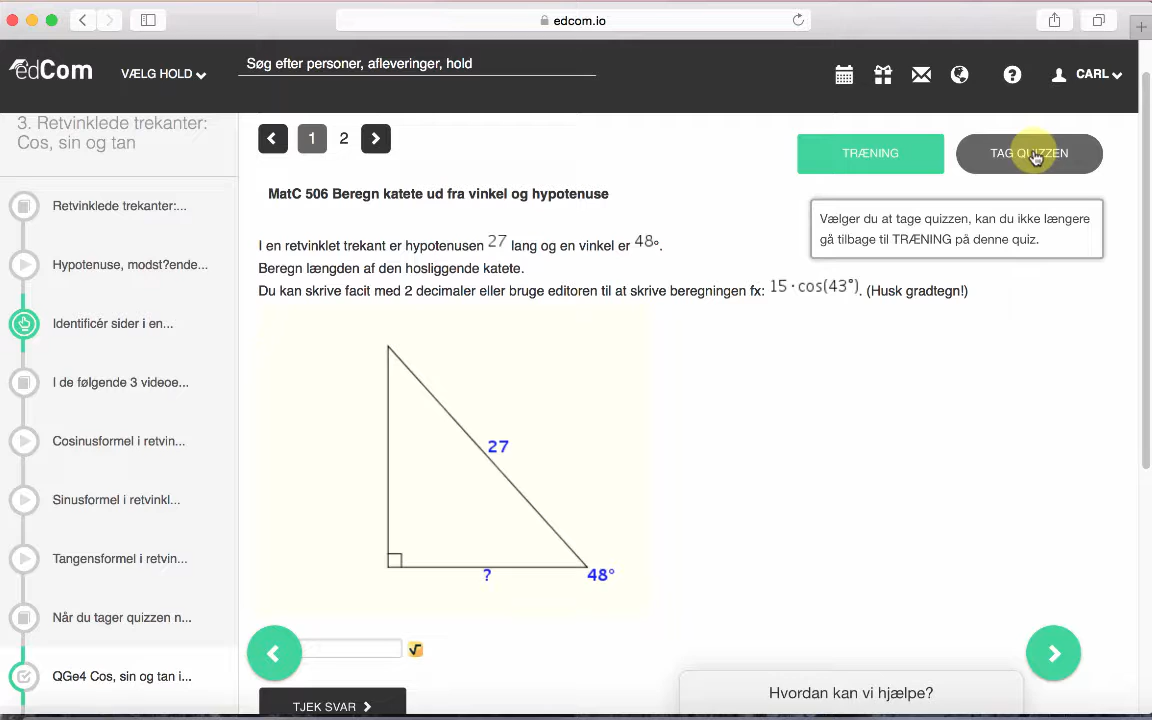 edcom.io
edCom
VÆLG HOLD
Søg efter personer, afleveringer, hold
CARL
3. Retvinklede trekanter:
Cos, sin og tan
Retvinklede trekanter:...
Hypotenuse, modst?ende...
Identificér sider i en...
I de følgende 3 videoe...
Cosinusformel i retvin...
Sinusformel i retvinkl...
Tangensformel i retvin...
Når du tager quizzen n...
QGe4 Cos, sin og tan i...
1 2
TRÆNING
TAG QUIZZEN
Vælger du at tage quizzen, kan du ikke længere
gå tilbage til TRÆNING på denne quiz.
MatC 506 Beregn katete ud fra vinkel og hypotenuse
I en retvinklet trekant er hypotenusen 27 lang og en vinkel er 48°.
Beregn længden af den hosliggende katete.
Du kan skrive facit med 2 decimaler eller bruge editoren til at skrive beregningen fx: 15·cos(43°). (Husk gradtegn!)
27
?
48°
TJEK SVAR
Hvordan kan vi hjælpe?